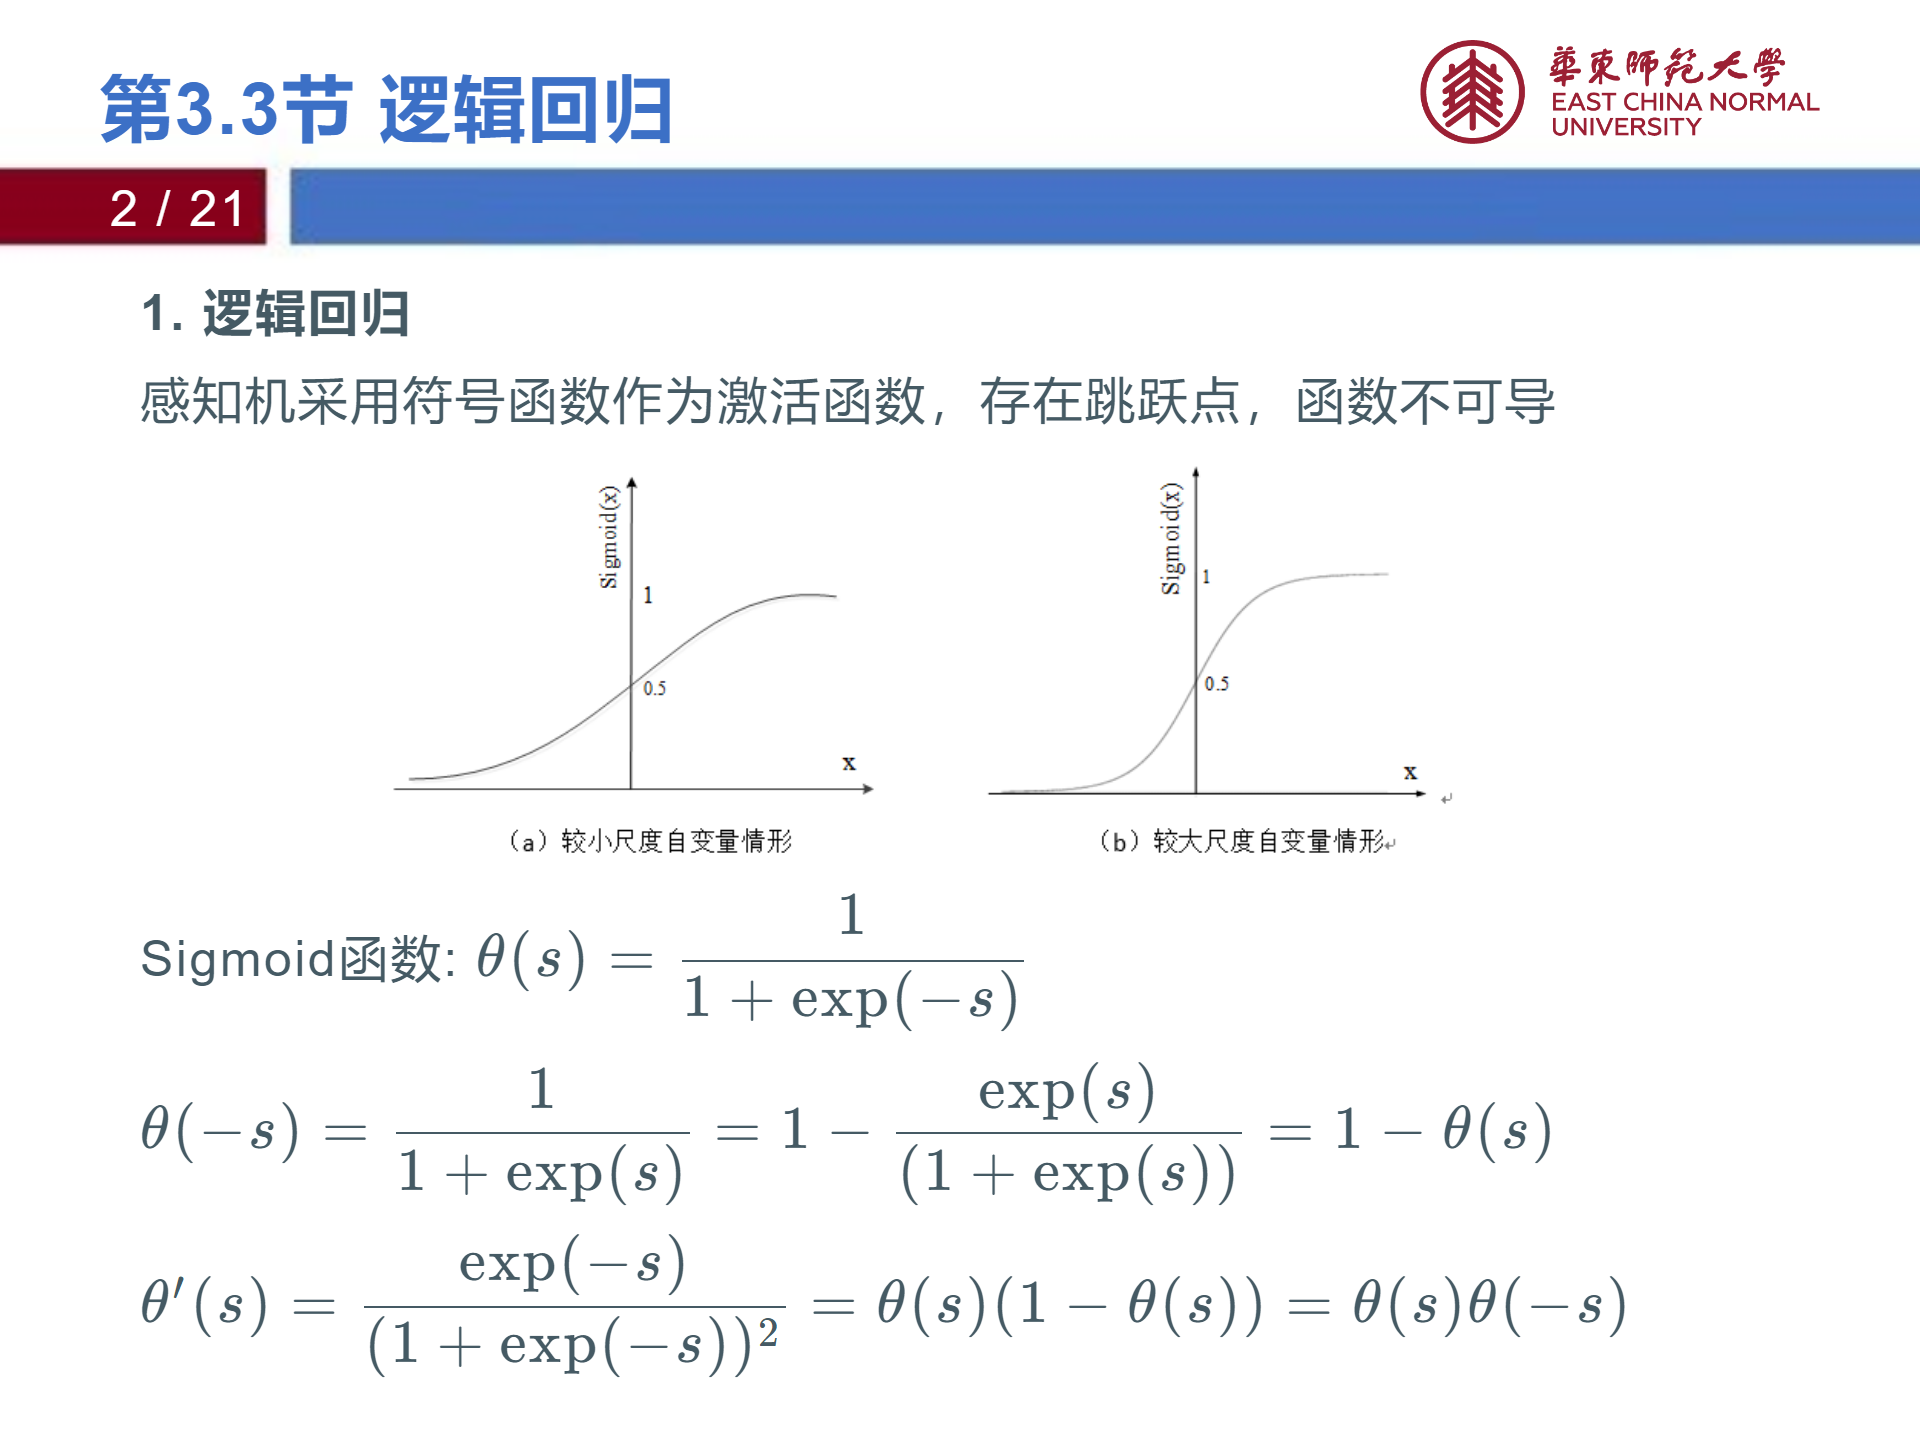 第3.3节 逻辑回归
華東師範大學
EAST CHINA NORMAL
UNIVERSITY
2 / 21
1. 逻辑回归
感知机采用符号函数作为激活函数，存在跳跃点，函数不可导
Sigmoid(x)
1
0.5
x
（a）较小尺度自变量情形
Sigmoid(x)
1
0.5
x
（b）较大尺度自变量情形
Sigmoid函数: θ(s) = 1 / (1 + exp(−s))
θ(−s) = 1 / (1 + exp(s)) = 1 − exp(s) / (1 + exp(s)) = 1 − θ(s)
θ′(s) = exp(−s) / (1 + exp(−s))² = θ(s)(1 − θ(s)) = θ(s)θ(−s)